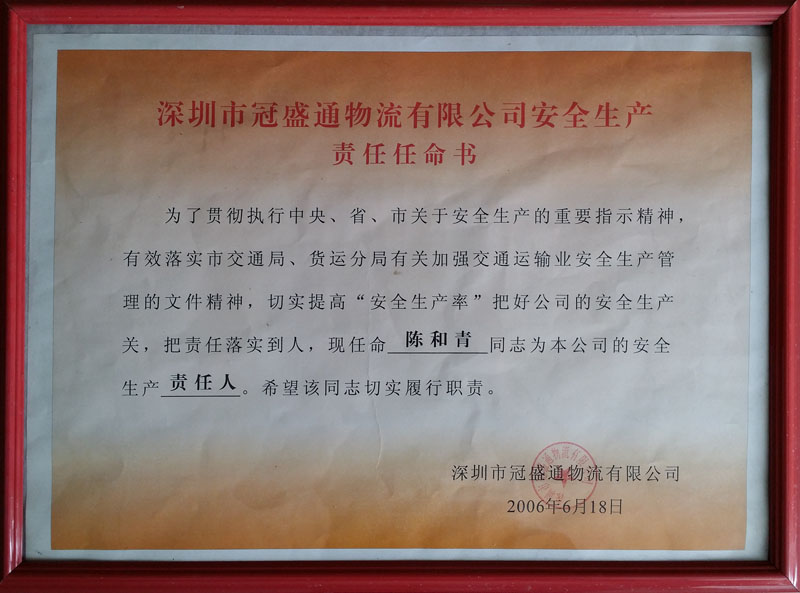 深圳市冠盛通物流有限公司安全生产
责任任命书
为了贯彻执行中央、省、市关于安全生产的重要指示精神，
有效落实市交通局、货运分局有关加强交通运输业安全生产管
理的文件精神，切实提高“安全生产率”把好公司的安全生产
关，把责任落实到人，现任命陈和青同志为本公司的安全
生产责任人。希望该同志切实履行职责。
深圳市冠盛通物流有限公司
2006年6月18日